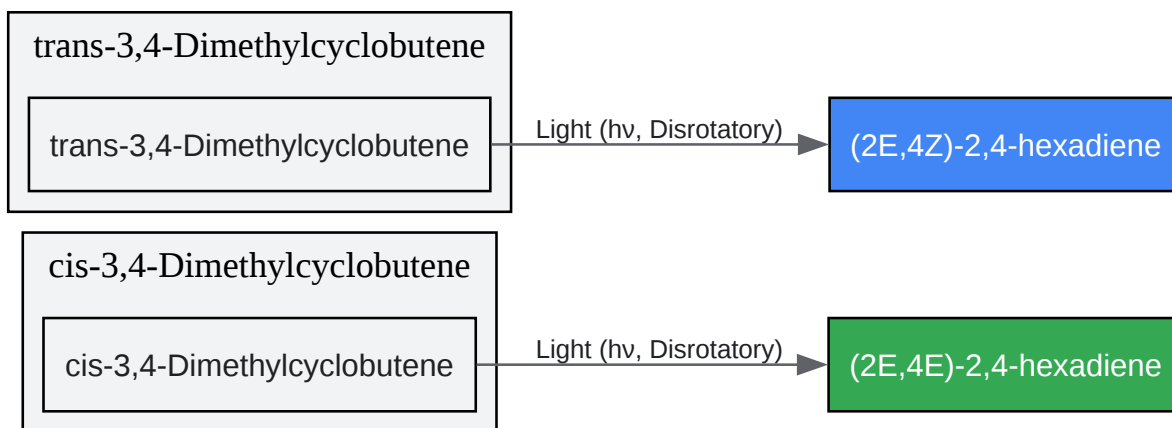 trans-3,4-Dimethylcyclobutene
trans-3,4-Dimethylcyclobutene
Light (hν, Disrotatory)
(2E,4Z)-2,4-hexadiene
cis-3,4-Dimethylcyclobutene
cis-3,4-Dimethylcyclobutene
Light (hν, Disrotatory)
(2E,4E)-2,4-hexadiene